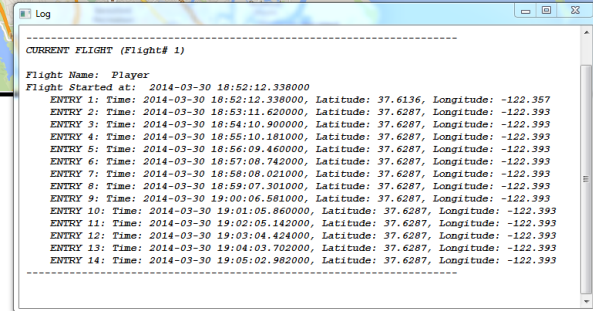 Log
------------------------------------------------------------------------
CURRENT FLIGHT (Flight# 1)
Flight Name:  Player
Flight Started at:  2014-03-30 18:52:12.338000
ENTRY 1: Time: 2014-03-30 18:52:12.338000, Latitude: 37.6136, Longitude: -122.357
ENTRY 2: Time: 2014-03-30 18:53:11.620000, Latitude: 37.6287, Longitude: -122.393
ENTRY 3: Time: 2014-03-30 18:54:10.900000, Latitude: 37.6287, Longitude: -122.393
ENTRY 4: Time: 2014-03-30 18:55:10.181000, Latitude: 37.6287, Longitude: -122.393
ENTRY 5: Time: 2014-03-30 18:56:09.460000, Latitude: 37.6287, Longitude: -122.393
ENTRY 6: Time: 2014-03-30 18:57:08.742000, Latitude: 37.6287, Longitude: -122.393
ENTRY 7: Time: 2014-03-30 18:58:08.021000, Latitude: 37.6287, Longitude: -122.393
ENTRY 8: Time: 2014-03-30 18:59:07.301000, Latitude: 37.6287, Longitude: -122.393
ENTRY 9: Time: 2014-03-30 19:00:06.581000, Latitude: 37.6287, Longitude: -122.393
ENTRY 10: Time: 2014-03-30 19:01:05.860000, Latitude: 37.6287, Longitude: -122.393
ENTRY 11: Time: 2014-03-30 19:02:05.142000, Latitude: 37.6287, Longitude: -122.393
ENTRY 12: Time: 2014-03-30 19:03:04.424000, Latitude: 37.6287, Longitude: -122.393
ENTRY 13: Time: 2014-03-30 19:04:03.702000, Latitude: 37.6287, Longitude: -122.393
ENTRY 14: Time: 2014-03-30 19:05:02.982000, Latitude: 37.6287, Longitude: -122.393
------------------------------------------------------------------------